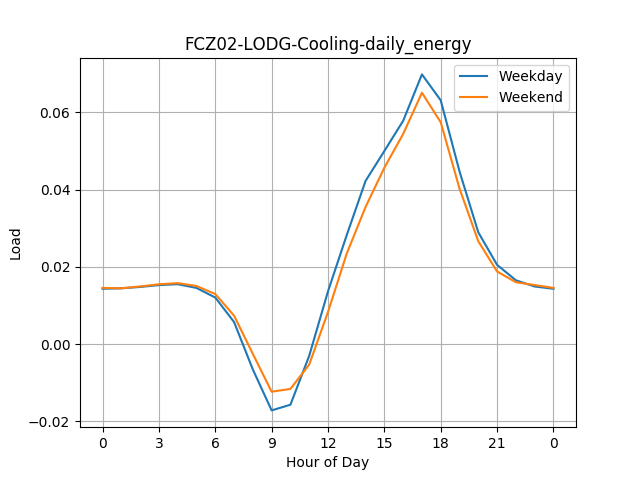 FCZ02-LODG-Cooling-daily_energy
Weekday
Weekend
0.06
0.04
0.02
0.00
−0.02
Load
0 3 6 9 12 15 18 21 0
Hour of Day